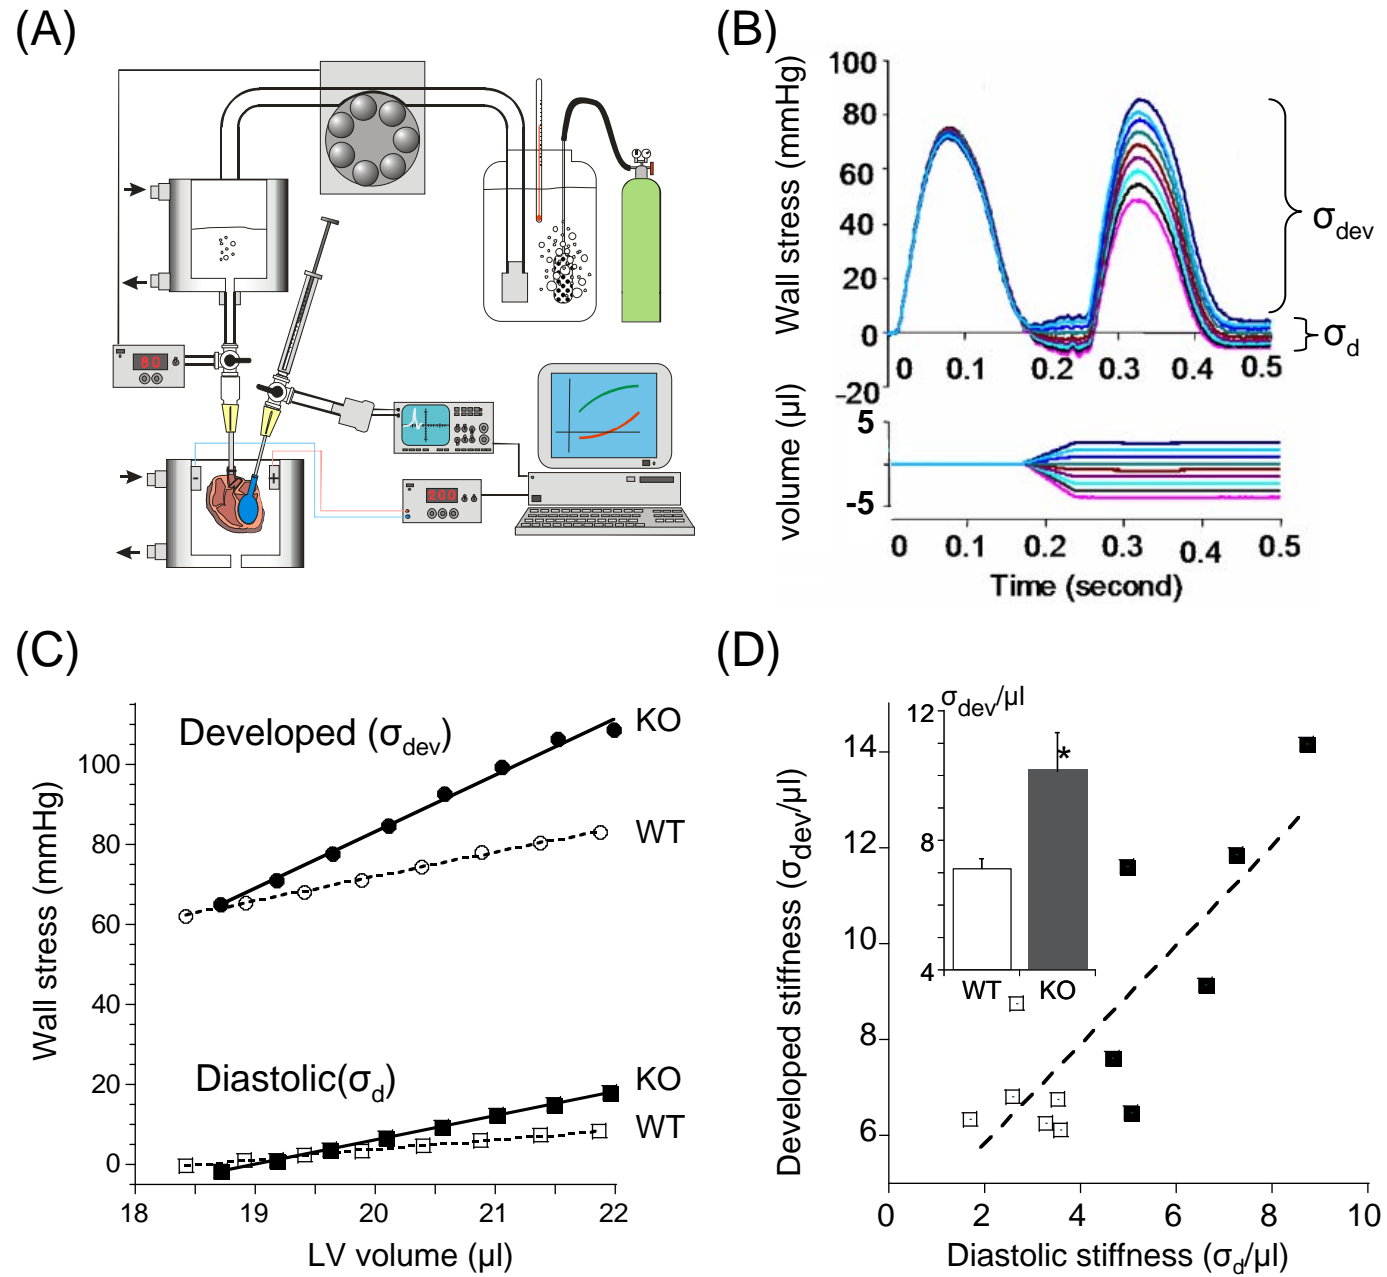 (A)
80
200
- +
(B)
Wall stress (mmHg)
100
80
60
40
20
0
-20
0 0.1 0.2 0.3 0.4 0.5
σdev
σd
volume (µl)
5
-5
0 0.1 0.2 0.3 0.4 0.5
Time (second)
(C)
Developed (σdev)
KO
WT
Diastolic(σd)
KO
WT
Wall stress (mmHg)
100
80
60
40
20
0
18 19 20 21 22
LV volume (µl)
(D)
σdev/µl
12
8
4
WT KO
*
Developed stiffness (σdev/µl)
14
12
10
8
6
0 2 4 6 8 10
Diastolic stiffness (σd/µl)